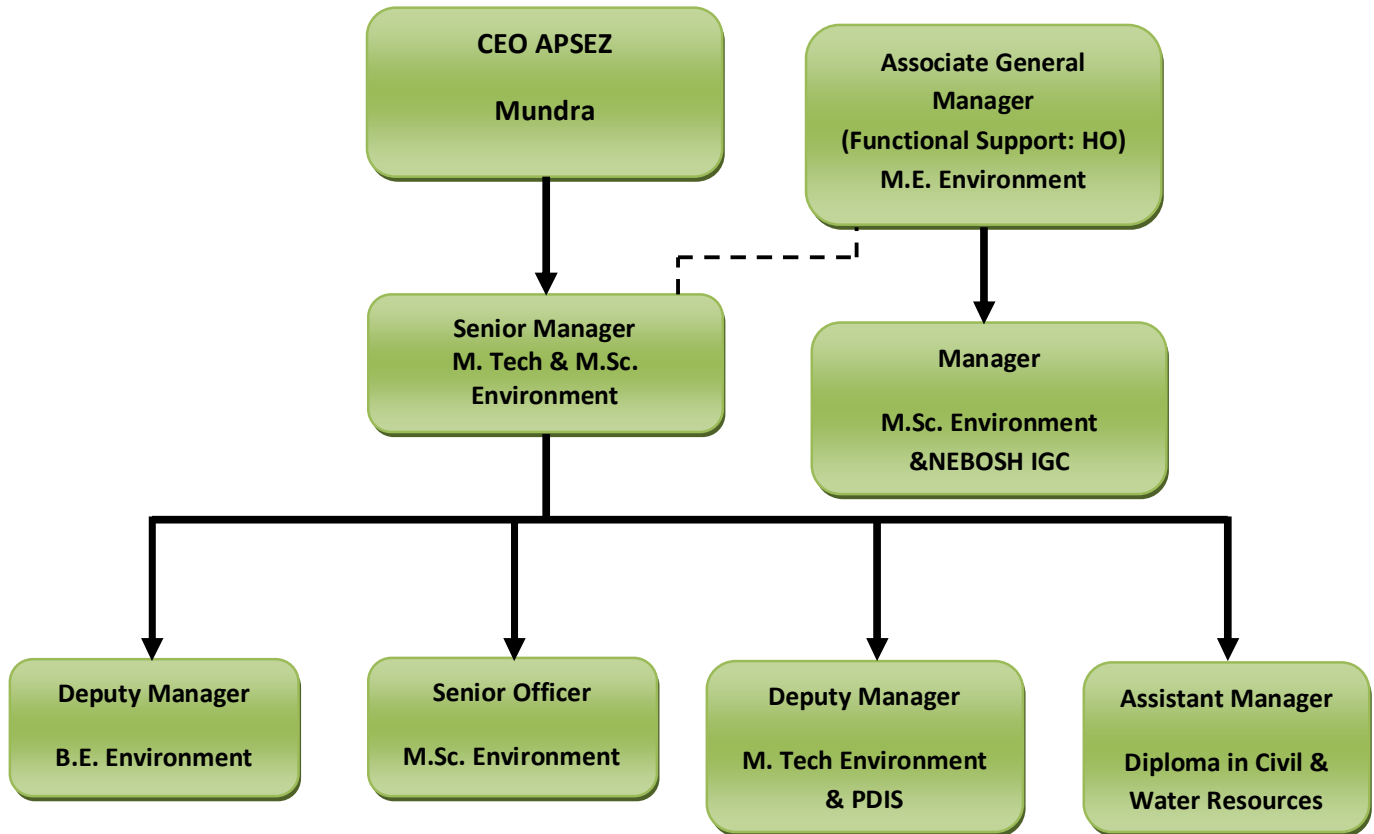 CEO APSEZ
Mundra
Associate General
Manager
(Functional Support: HO)
M.E. Environment
Senior Manager
M. Tech & M.Sc.
Environment
Manager
M.Sc. Environment
&NEBOSH IGC
Deputy Manager
B.E. Environment
Senior Officer
M.Sc. Environment
Deputy Manager
M. Tech Environment
& PDIS
Assistant Manager
Diploma in Civil &
Water Resources